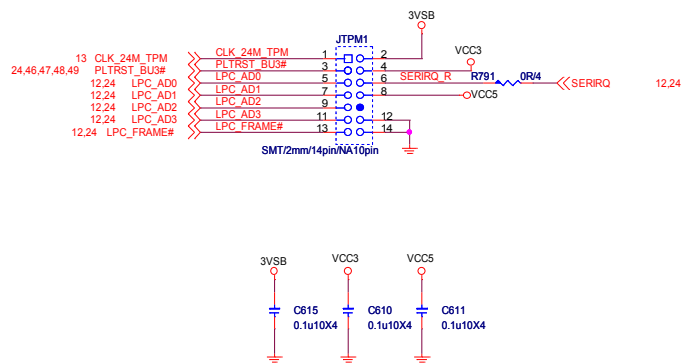 3VSB
JTPM1
VCC3
13 CLK_24M_TPM CLK_24M_TPM 1 2
24,46,47,48,49 PLTRST_BU3# PLTRST_BU3# 3 4
12,24 LPC_AD0 LPC_AD0 5 6 SERIRQ_R R791 0R/4 SERIRQ 12,24
12,24 LPC_AD1 LPC_AD1 7 8 VCC5
12,24 LPC_AD2 LPC_AD2 9
12,24 LPC_AD3 LPC_AD3 11 12
12,24 LPC_FRAME# LPC_FRAME# 13 14
SMT/2mm/14pin/NA10pin
3VSB VCC3 VCC5
C615 C610 C611
0.1u10X4 0.1u10X4 0.1u10X4